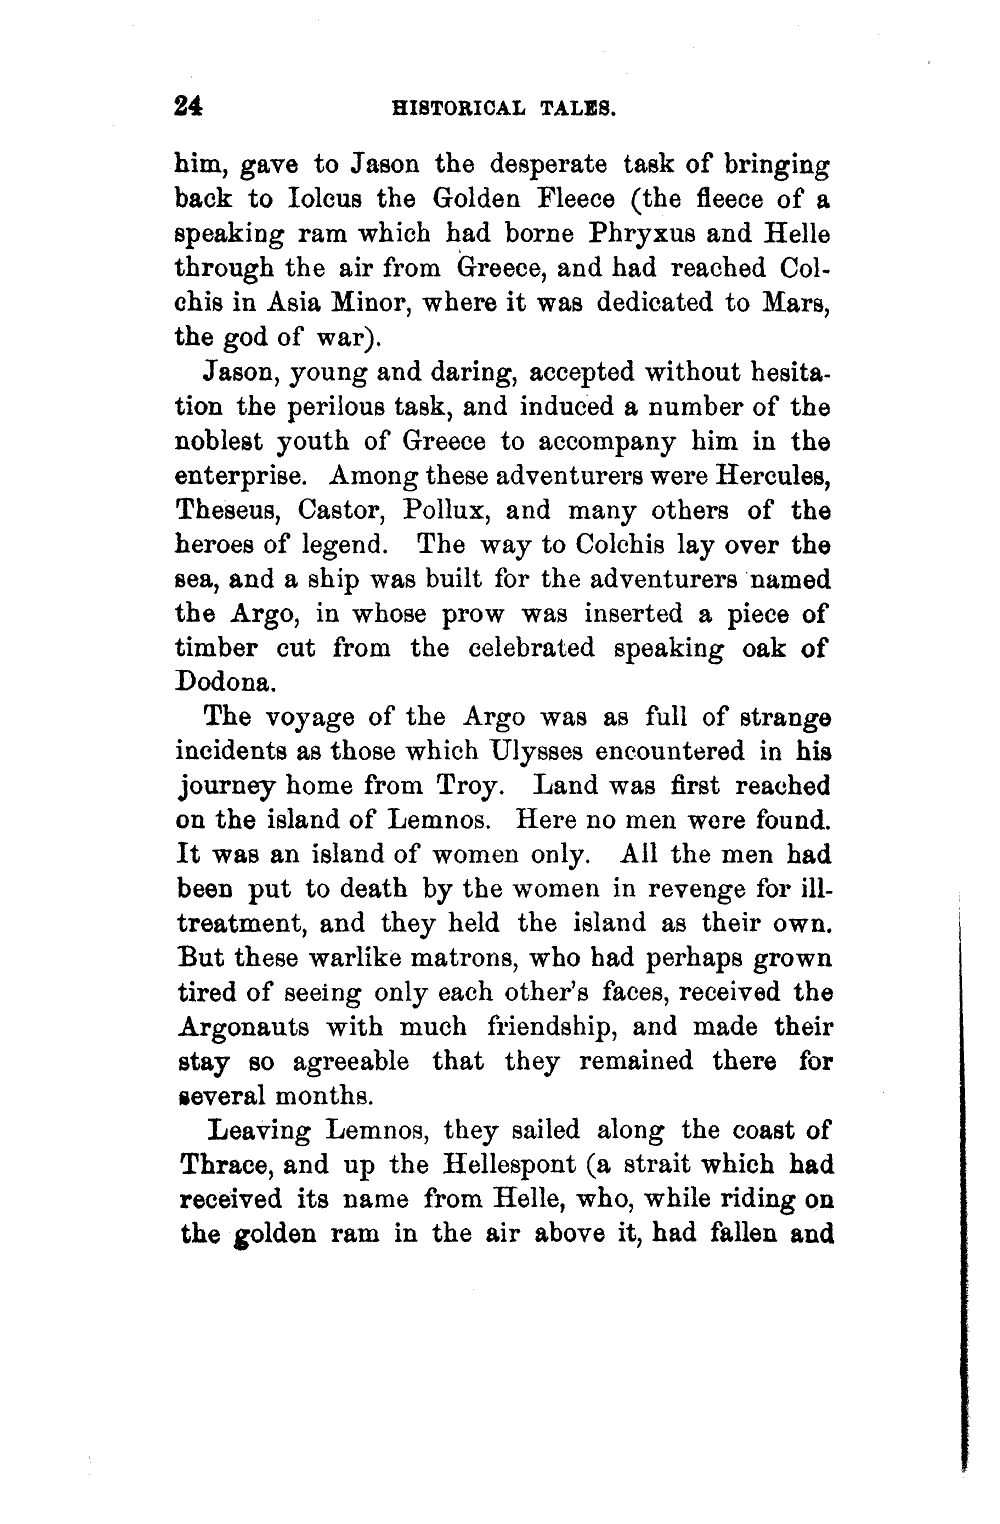 24 HISTORICAL TALES.
him, gave to Jason the desperate task of bringing
back to Iolcus the Golden Fleece (the fleece of a
speaking ram which had borne Phryxus and Helle
through the air from Greece, and had reached Col-
chis in Asia Minor, where it was dedicated to Mars,
the god of war).
Jason, young and daring, accepted without hesita-
tion the perilous task, and induced a number of the
noblest youth of Greece to accompany him in the
enterprise. Among these adventurers were Hercules,
Theseus, Castor, Pollux, and many others of the
heroes of legend. The way to Colchis lay over the
sea, and a ship was built for the adventurers named
the Argo, in whose prow was inserted a piece of
timber cut from the celebrated speaking oak of
Dodona.
The voyage of the Argo was as full of strange
incidents as those which Ulysses encountered in his
journey home from Troy. Land was first reached
on the island of Lemnos. Here no men were found.
It was an island of women only. All the men had
been put to death by the women in revenge for ill-
treatment, and they held the island as their own.
But these warlike matrons, who had perhaps grown
tired of seeing only each other's faces, received the
Argonauts with much friendship, and made their
stay so agreeable that they remained there for
several months.
Leaving Lemnos, they sailed along the coast of
Thrace, and up the Hellespont (a strait which had
received its name from Helle, who, while riding on
the golden ram in the air above it, had fallen and